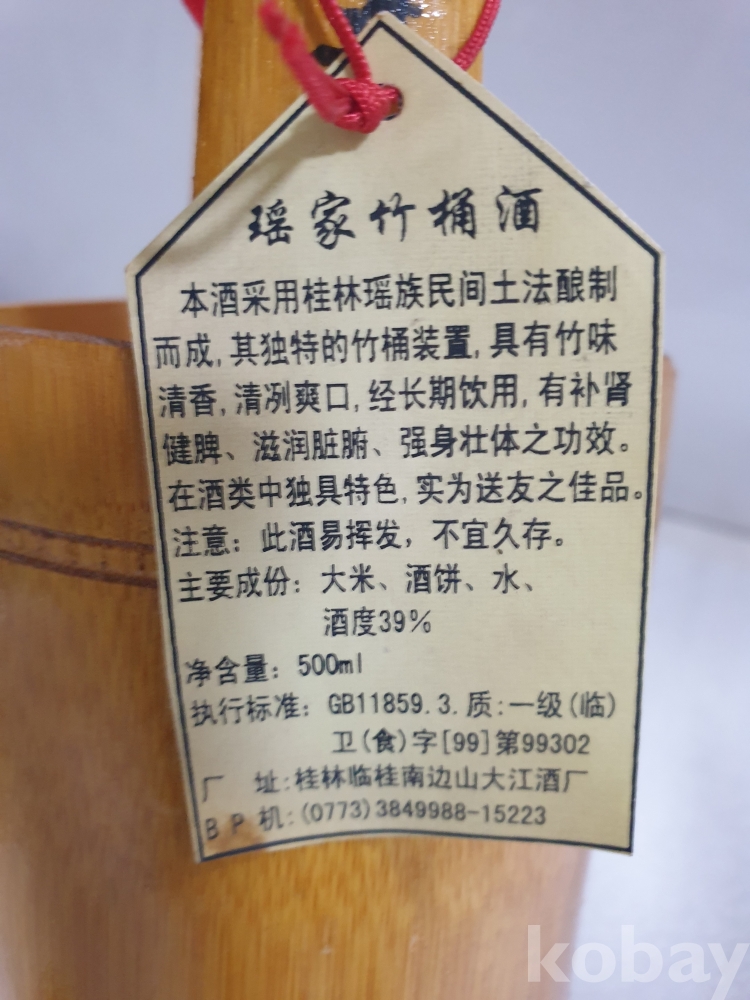 瑶家竹桶酒
本酒采用桂林瑶族民间土法酿制
而成,其独特的竹桶装置,具有竹味
清香,清冽爽口,经长期饮用,有补肾
健脾、滋润脏腑、强身壮体之功效。
在酒类中独具特色,实为送友之佳品。
注意：此酒易挥发，不宜久存。
主要成份：大米、酒饼、水、
酒度39%
净含量：500ml
执行标准：GB11859.3.质:一级(临)
卫(食)字[99]第99302
厂 址:桂林临桂南边山大江酒厂
BP机:(0773)3849988-15223
kobay